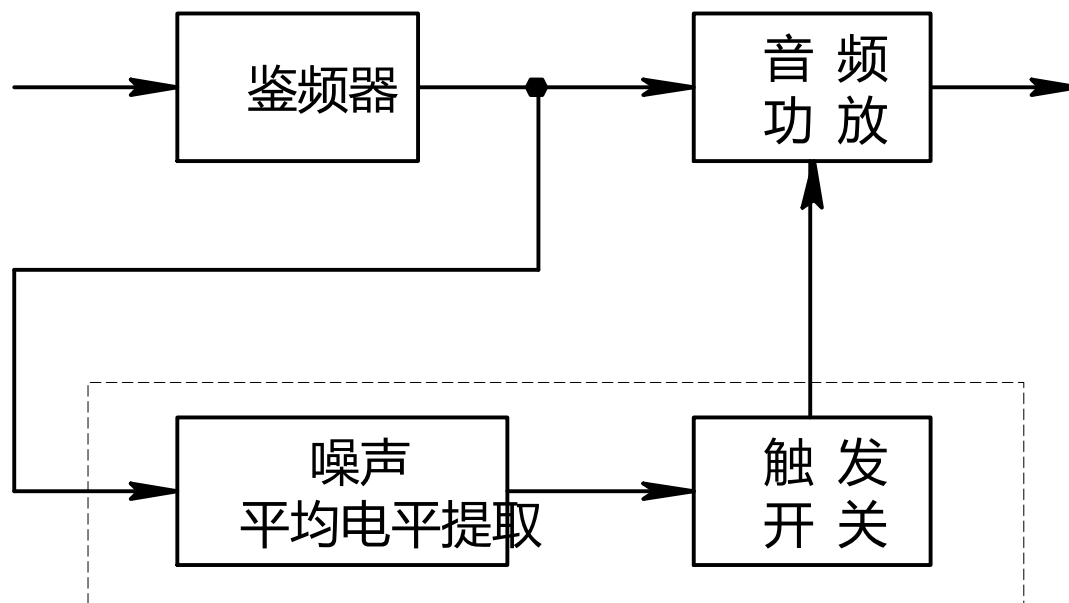 鉴频器
音 频
功 放
噪声
平均电平提取
触 发
开 关